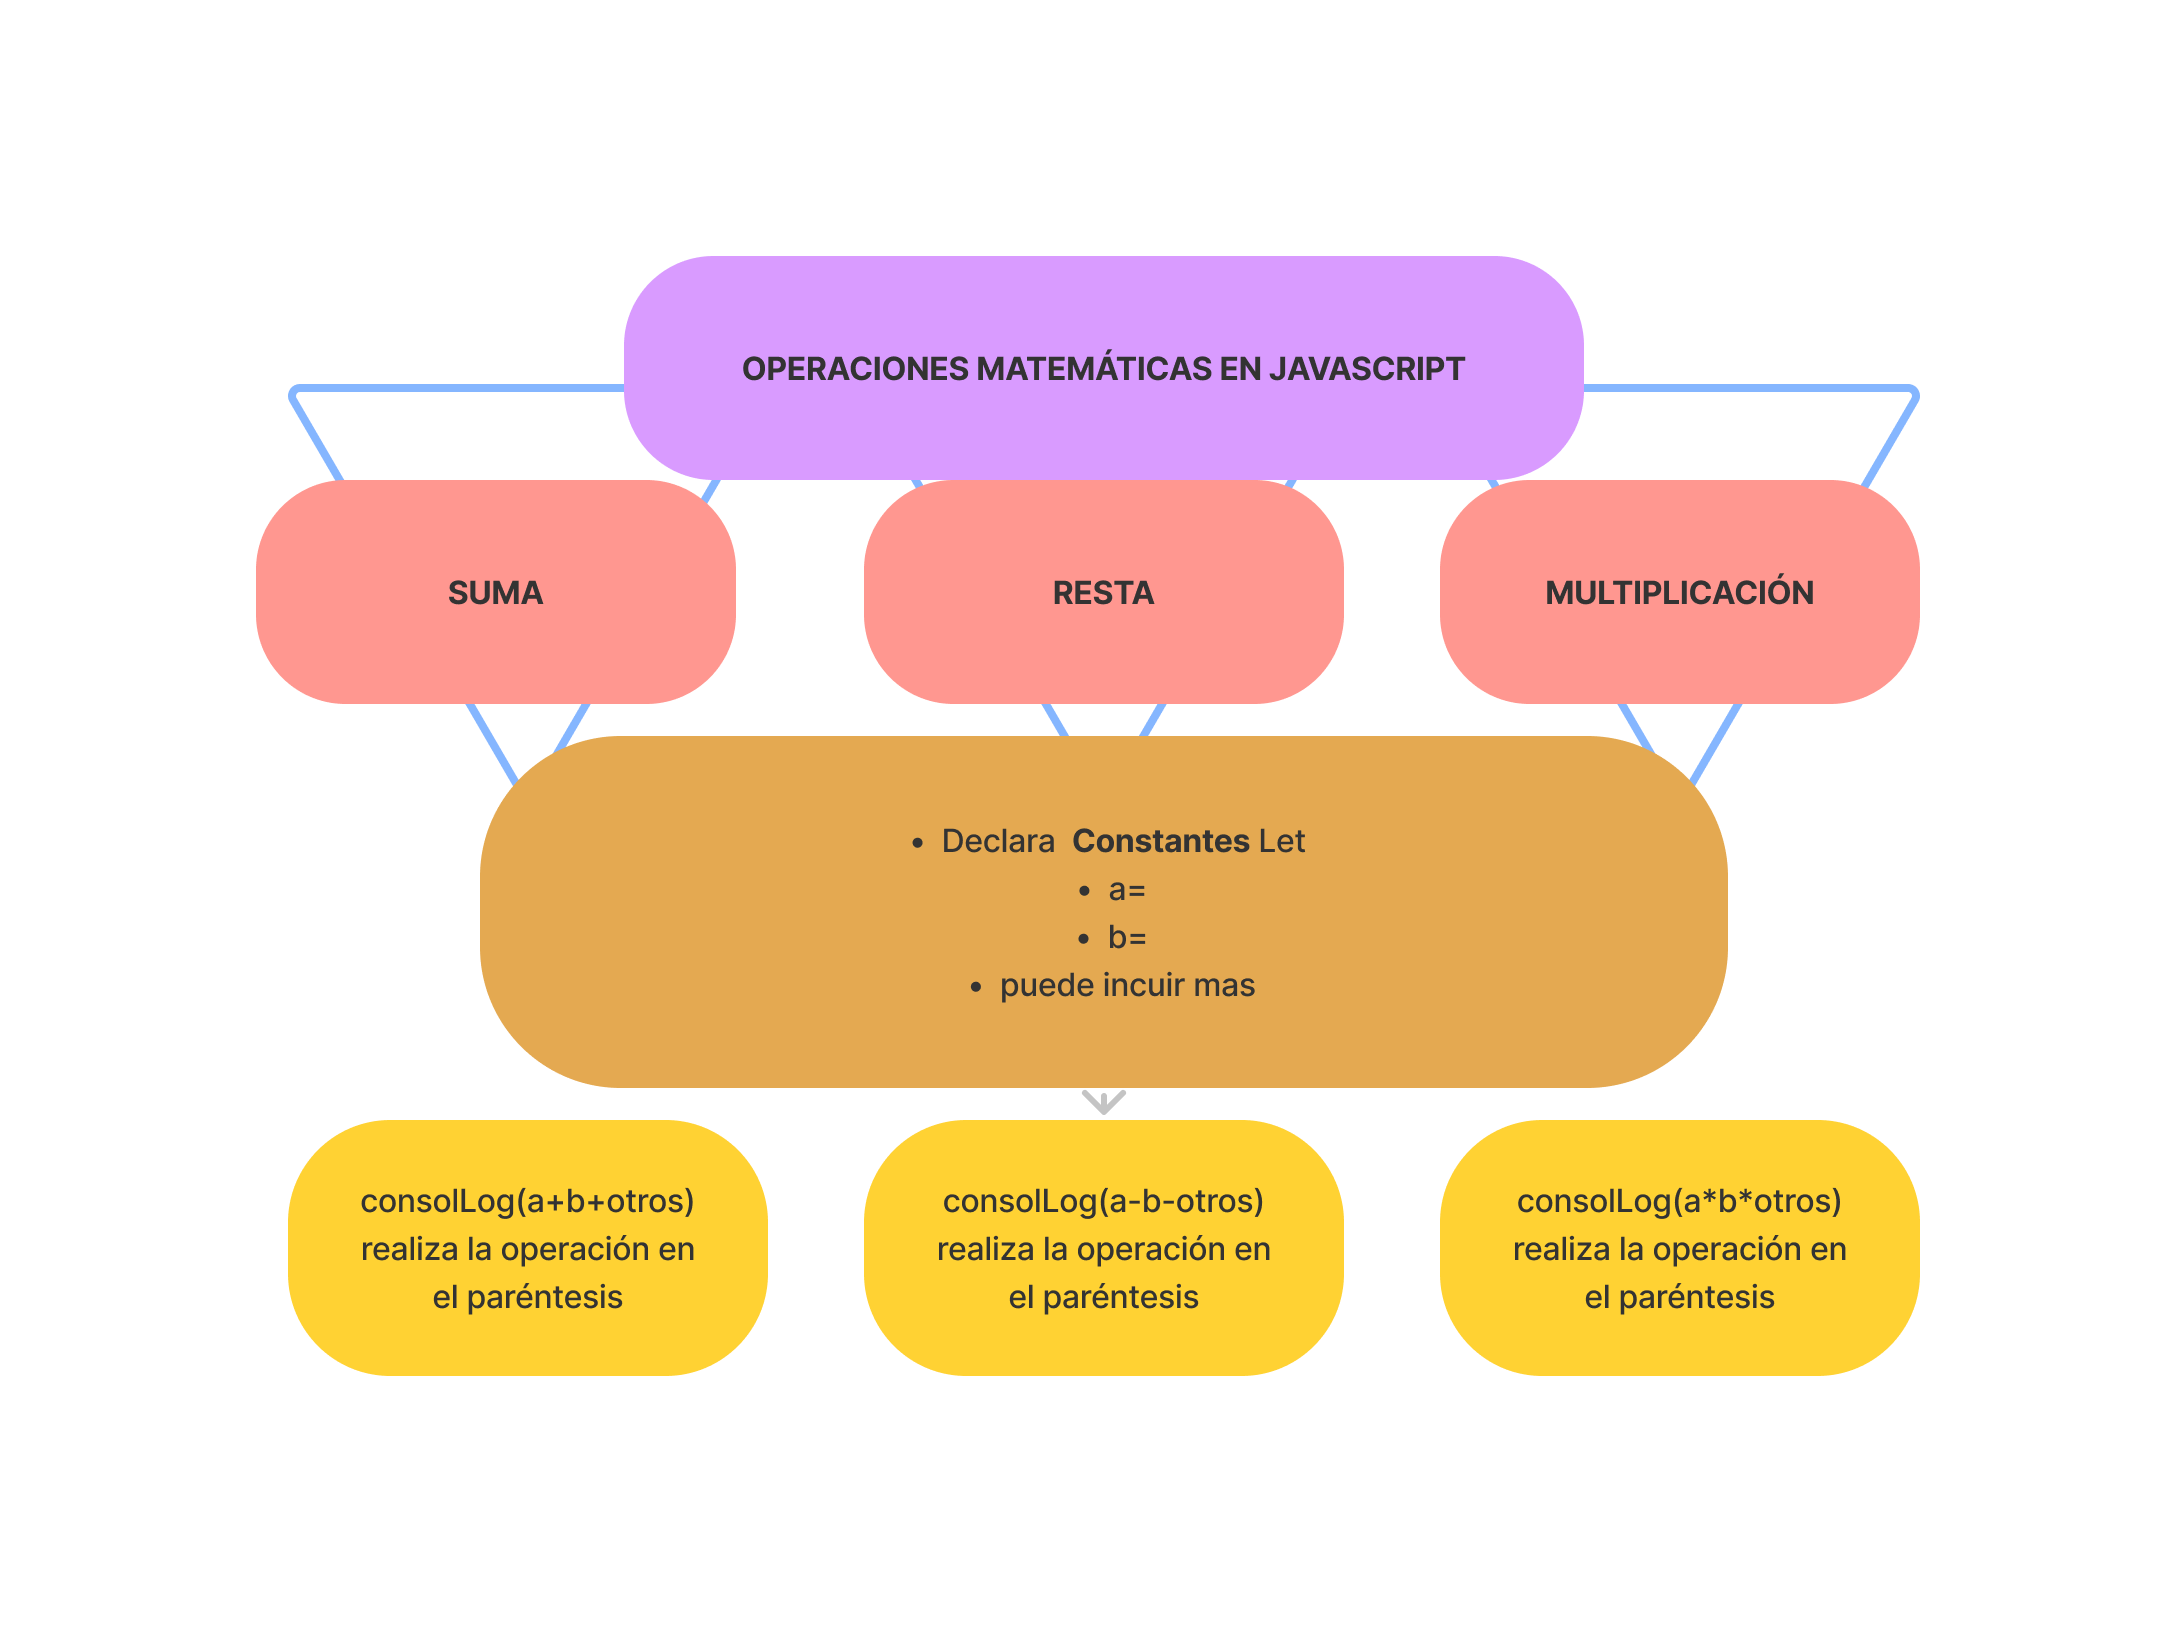 OPERACIONES MATEMÁTICAS EN JAVASCRIPT
SUMA
RESTA
MULTIPLICACIÓN
• Declara  Constantes Let
• a=
• b=
• puede incuir mas
consolLog(a+b+otros)
realiza la operación en
el paréntesis
consolLog(a-b-otros)
realiza la operación en
el paréntesis
consolLog(a*b*otros)
realiza la operación en
el paréntesis